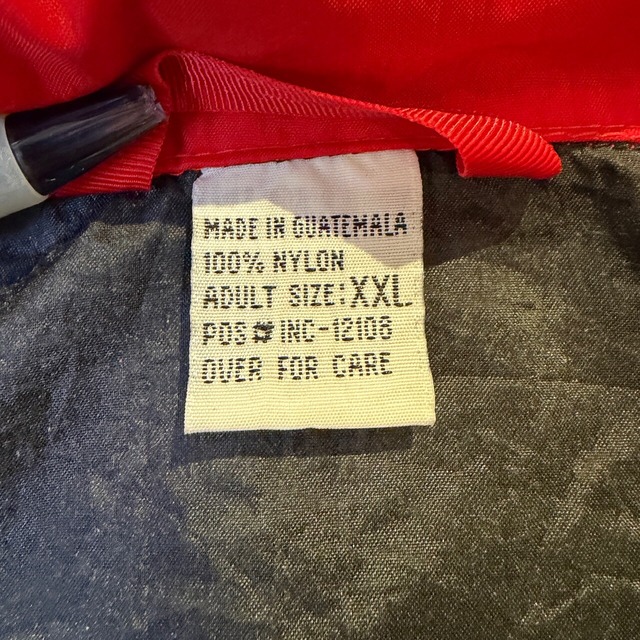 MADE IN GUATEMALA
100% NYLON
ADULT SIZE: XXL
POS# INC-12108
OVER FOR CARE